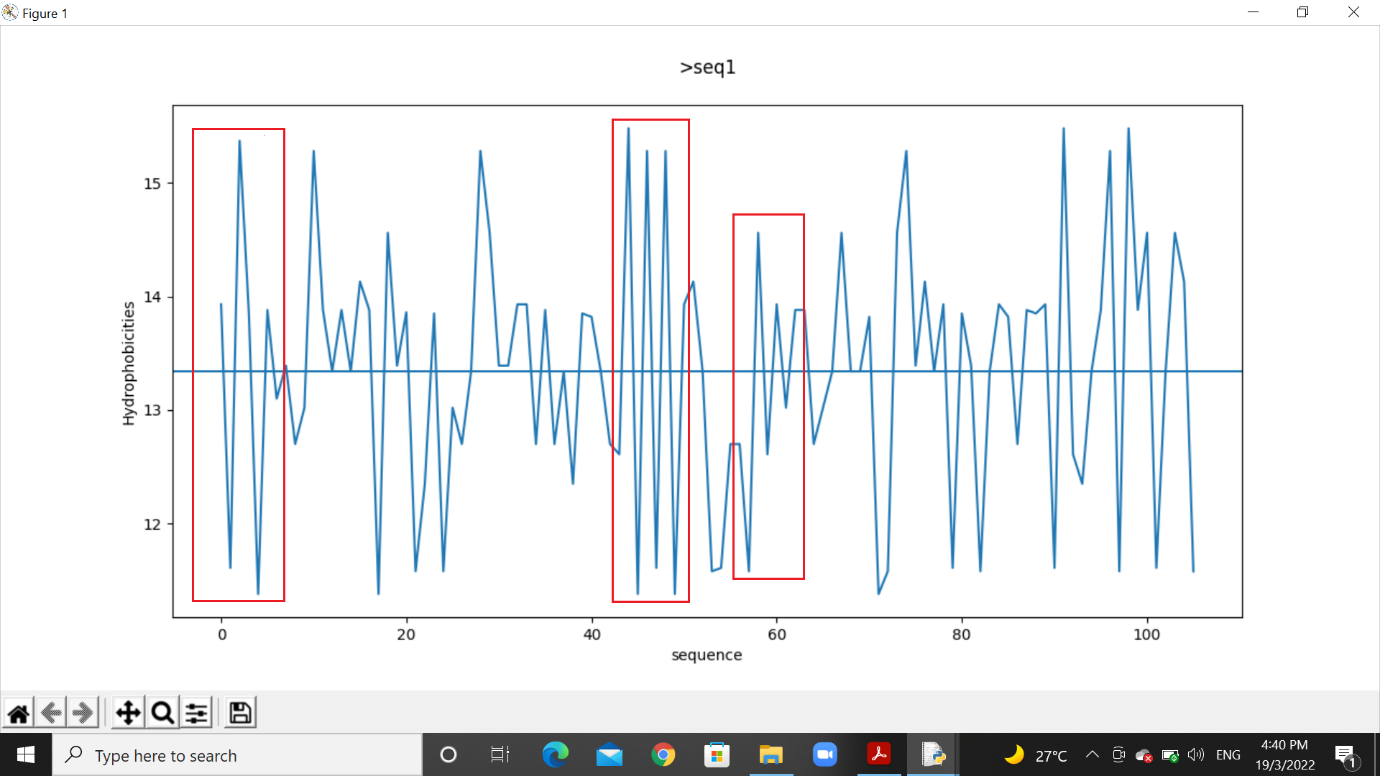 Figure 1
>seq1
15
14
13
12
Hydrophobicities
0 20 40 60 80 100
sequence
Type here to search
27°C
ENG
4:40 PM
19/3/2022
1